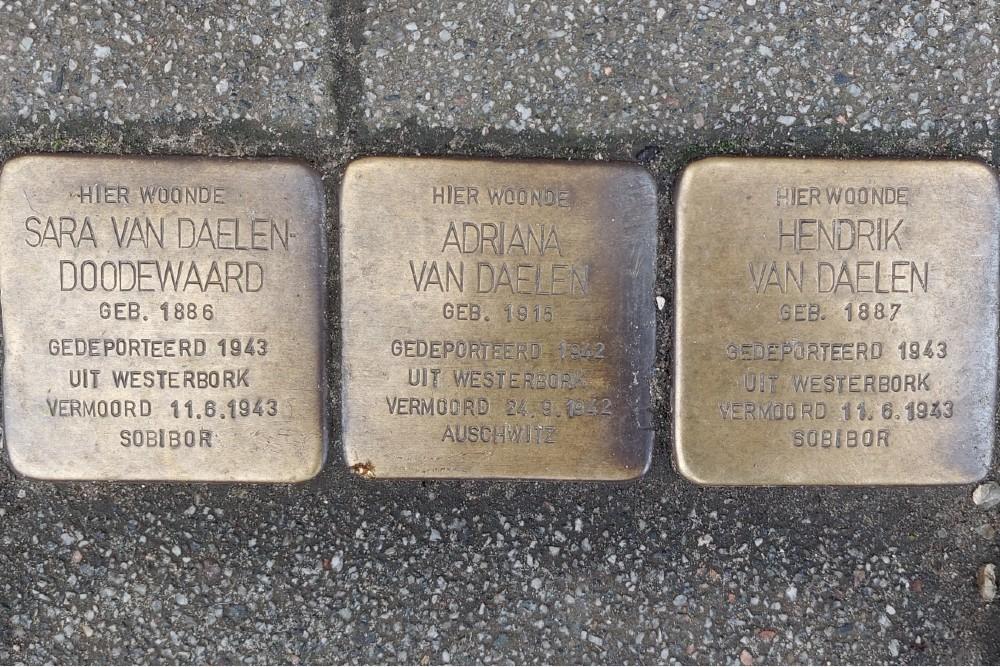 HIER WOONDE
SARA VAN DAELEN-
DOODEWAARD
GEB. 1886
GEDEPORTEERD 1943
UIT WESTERBORK
VERMOORD 11.6.1943
SOBIBOR
HIER WOONDE
ADRIANA
VAN DAELEN
GEB. 1915
GEDEPORTEERD 1942
UIT WESTERBORK
VERMOORD 24.9.1942
AUSCHWITZ
HIER WOONDE
HENDRIK
VAN DAELEN
GEB. 1887
GEDEPORTEERD 1943
UIT WESTERBORK
VERMOORD 11.6.1943
SOBIBOR